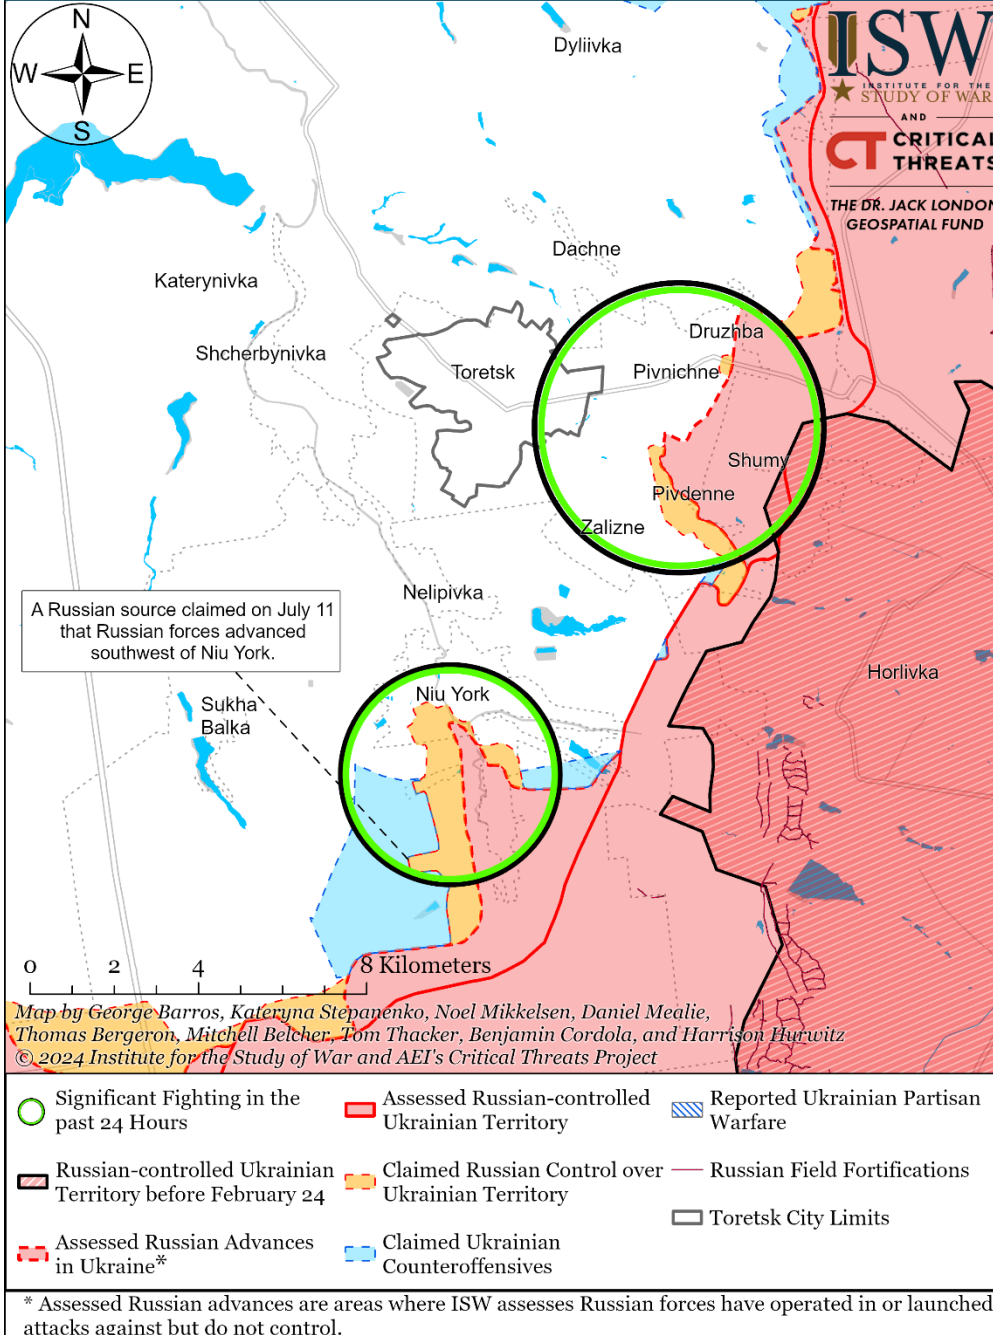 N
W E
S
Dyliivka
ISW
INSTITUTE FOR THE
STUDY OF WAR
AND
CT CRITICAL
THREATS
THE DR. JACK LONDON
GEOSPATIAL FUND
Dachne
Katerynivka
Druzhba
Shcherbynivka
Toretsk
Pivnichne
Shumy
Pivdenne
Zalizne
Nelipivka
A Russian source claimed on July 11
that Russian forces advanced
southwest of Niu York.
Horlivka
Niu York
Sukha
Balka
0 2 4 8 Kilometers
Map by George Barros, Kateryna Stepanenko, Noel Mikkelsen, Daniel Mealie,
Thomas Bergeron, Mitchell Belcher, Tom Thacker, Benjamin Cordola, and Harrison Hurwitz
© 2024 Institute for the Study of War and AEI's Critical Threats Project
Significant Fighting in the
past 24 Hours
Russian-controlled Ukrainian
Territory before February 24
Assessed Russian Advances
in Ukraine*
Assessed Russian-controlled
Ukrainian Territory
Claimed Russian Control over
Ukrainian Territory
Claimed Ukrainian
Counteroffensives
Reported Ukrainian Partisan
Warfare
Russian Field Fortifications
Toretsk City Limits
* Assessed Russian advances are areas where ISW assesses Russian forces have operated in or launched
attacks against but do not control.